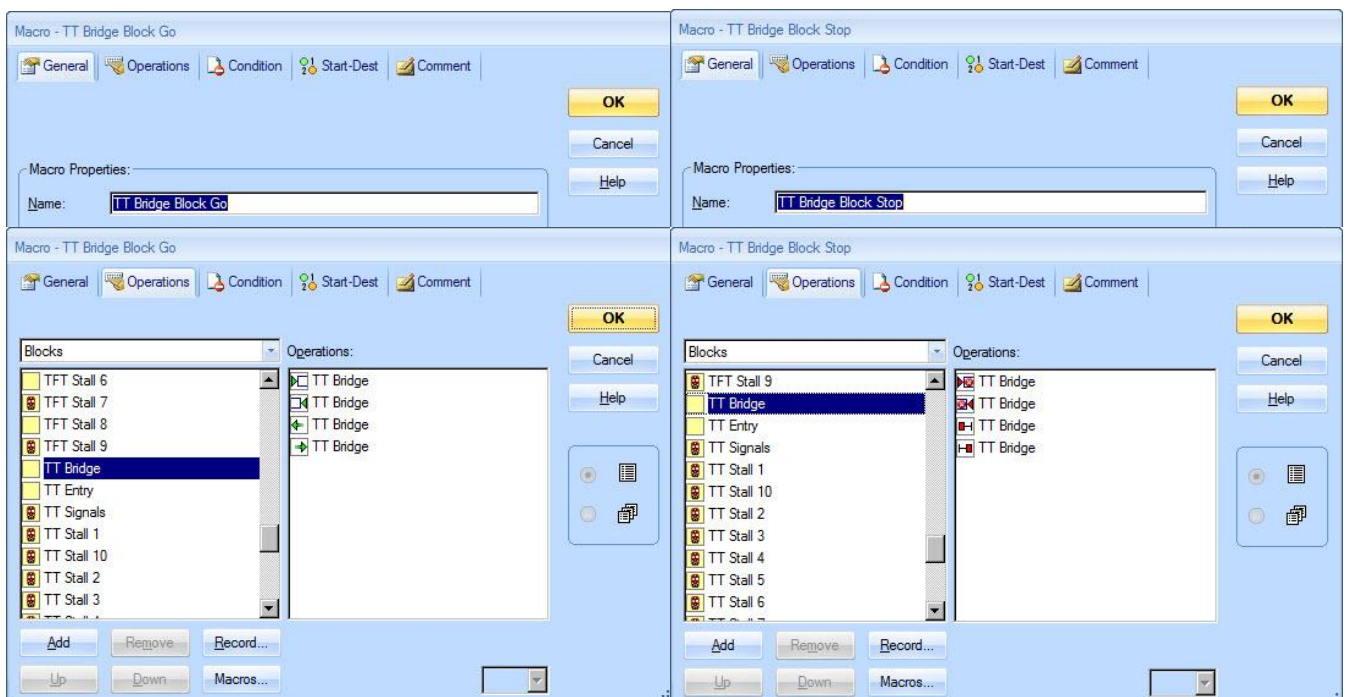 Macro - TT Bridge Block Go
General Operations Condition Start-Dest Comment
OK
Cancel
Macro Properties:
Help
Name: TT Bridge Block Go
Macro - TT Bridge Block Stop
General Operations Condition Start-Dest Comment
OK
Cancel
Macro Properties:
Help
Name: TT Bridge Block Stop
Macro - TT Bridge Block Go
General Operations Condition Start-Dest Comment
OK
Blocks Operations:
Cancel
TFT Stall 6 TT Bridge
TFT Stall 7 TT Bridge
Help
TFT Stall 8 TT Bridge
TFT Stall 9 TT Bridge
TT Bridge
TT Entry
TT Signals
TT Stall 1
TT Stall 10
TT Stall 2
TT Stall 3
Add Remove Record...
Up Down Macros...
Macro - TT Bridge Block Stop
General Operations Condition Start-Dest Comment
OK
Blocks Operations:
Cancel
TFT Stall 9 TT Bridge
TT Bridge TT Bridge
Help
TT Entry TT Bridge
TT Signals TT Bridge
TT Stall 1
TT Stall 10
TT Stall 2
TT Stall 3
TT Stall 4
TT Stall 5
TT Stall 6
Add Remove Record...
Up Down Macros...